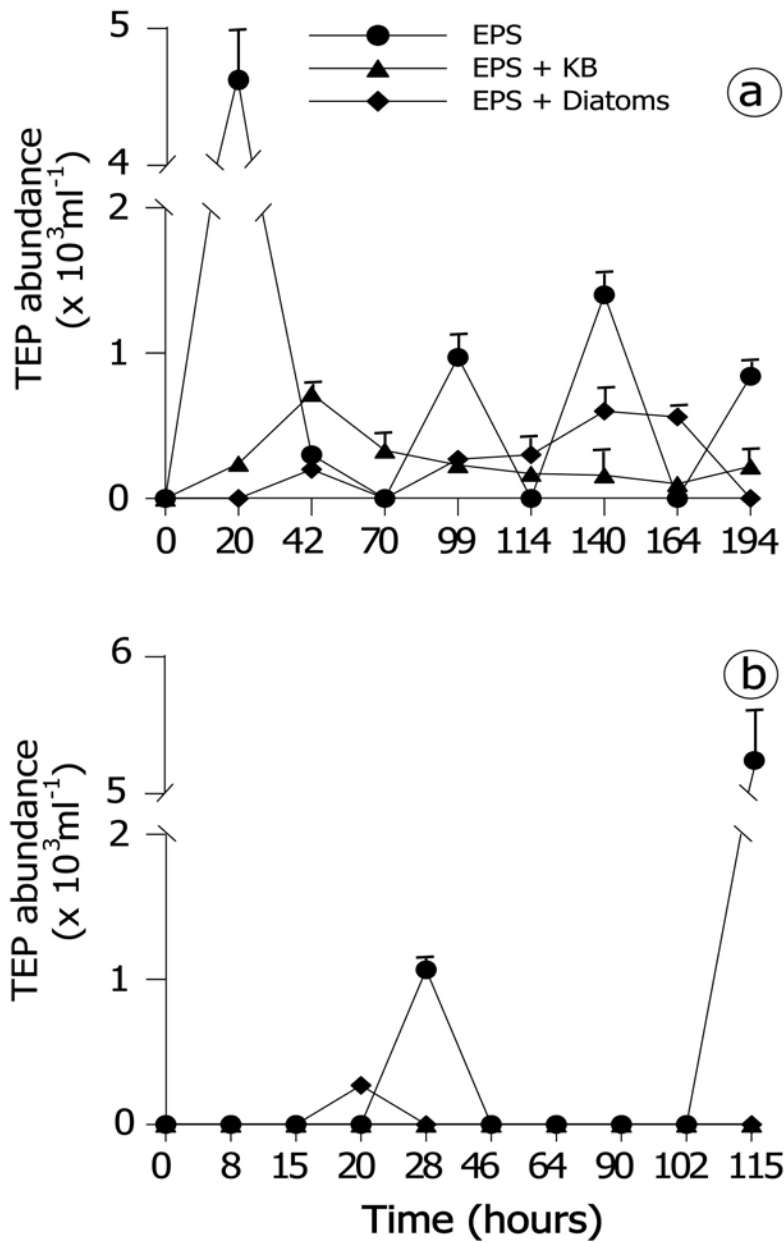 5
EPS
EPS + KB
EPS + Diatoms
a
4
2
1
0
TEP abundance
(x 10³ml⁻¹)
0 20 42 70 99 114 140 164 194
6
b
5
2
1
0
TEP abundance
(x 10³ml⁻¹)
0 8 15 20 28 46 64 90 102 115
Time (hours)